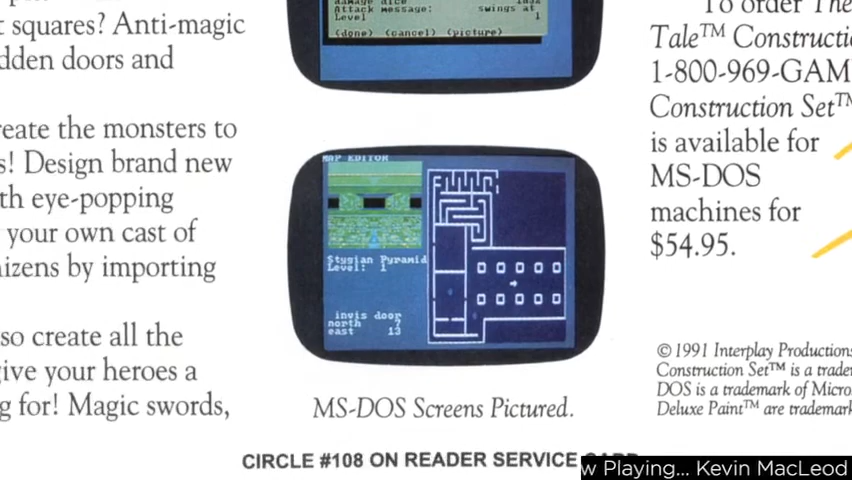 t squares? Anti-magic
dden doors and
reate the monsters to
s! Design brand new
th eye-popping
your own cast of
nizens by importing
so create all the
give your heroes a
g for! Magic swords,
damage dice
Attack message: swings at
Level 1
(done) (cancel) (picture)
MAP EDITOR
Stygian Pyramid
Level: 1
invis door
north 7
east 13
MS-DOS Screens Pictured.
To order The
Tale™ Constructio
1-800-969-GAM
Construction Set™
is available for
MS-DOS
machines for
$54.95.
©1991 Interplay Productions
Construction Set™ is a trade
DOS is a trademark of Micro
Deluxe Paint™ are trademark
CIRCLE #108 ON READER SERVICE
w Playing... Kevin MacLeod